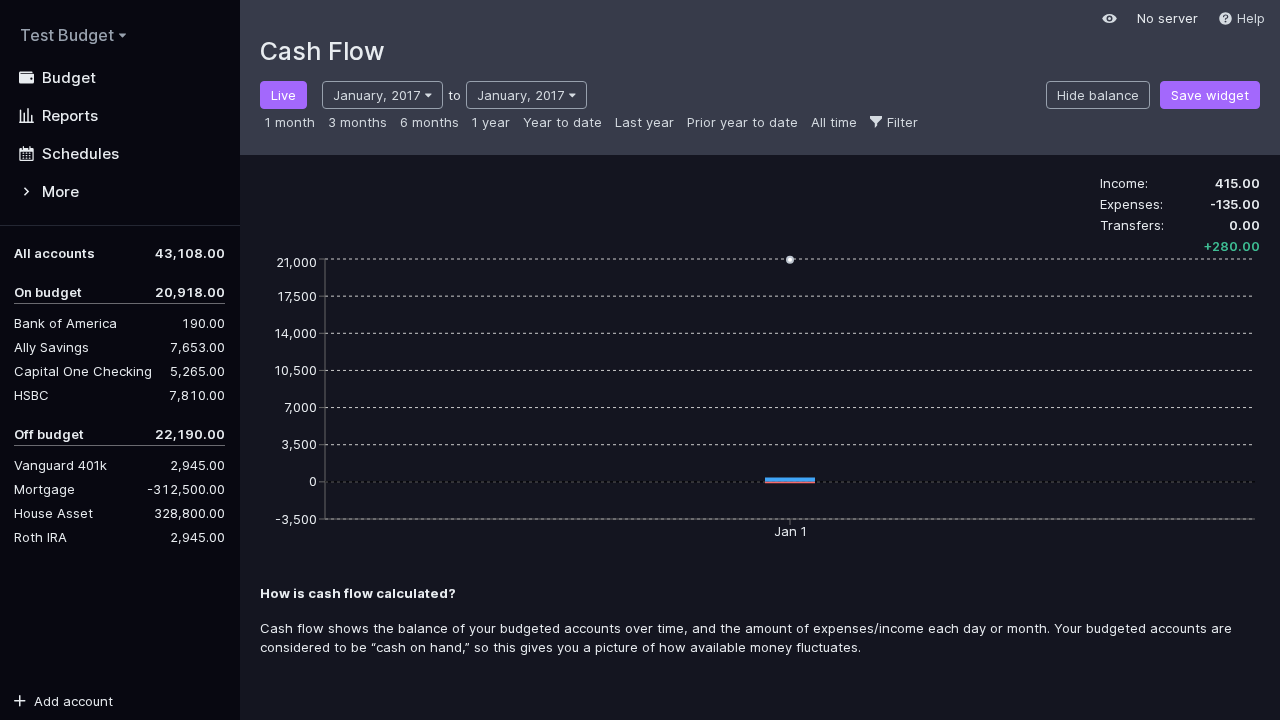 Test Budget
Budget
Reports
Schedules
More
All accounts 43,108.00
On budget 20,918.00
Bank of America 190.00
Ally Savings 7,653.00
Capital One Checking 5,265.00
HSBC 7,810.00
Off budget 22,190.00
Vanguard 401k 2,945.00
Mortgage -312,500.00
House Asset 328,800.00
Roth IRA 2,945.00
Add account
No server Help
Cash Flow
Live January, 2017 to January, 2017 Hide balance Save widget
1 month 3 months 6 months 1 year Year to date Last year Prior year to date All time Filter
Income: 415.00
Expenses: -135.00
Transfers: 0.00
+280.00
21,000
17,500
14,000
10,500
7,000
3,500
0
-3,500
Jan 1
How is cash flow calculated?
Cash flow shows the balance of your budgeted accounts over time, and the amount of expenses/income each day or month. Your budgeted accounts are
considered to be “cash on hand,” so this gives you a picture of how available money fluctuates.